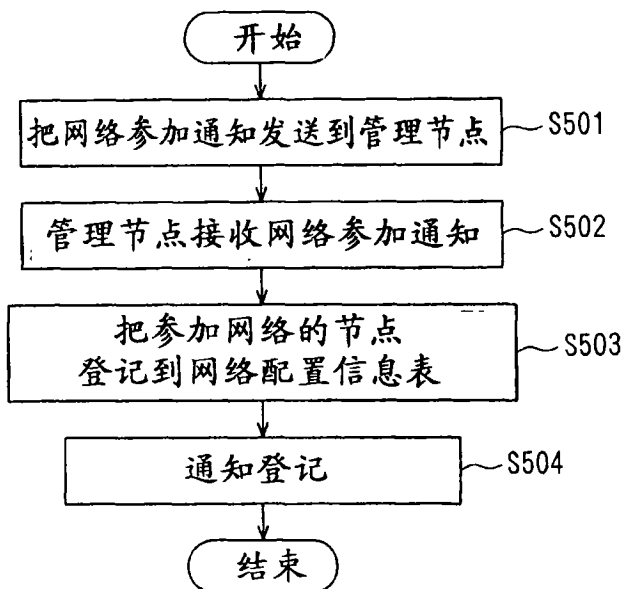 开始
把网络参加通知发送到管理节点
S501
管理节点接收网络参加通知
S502
把参加网络的节点
登记到网络配置信息表
S503
通知登记
S504
结束